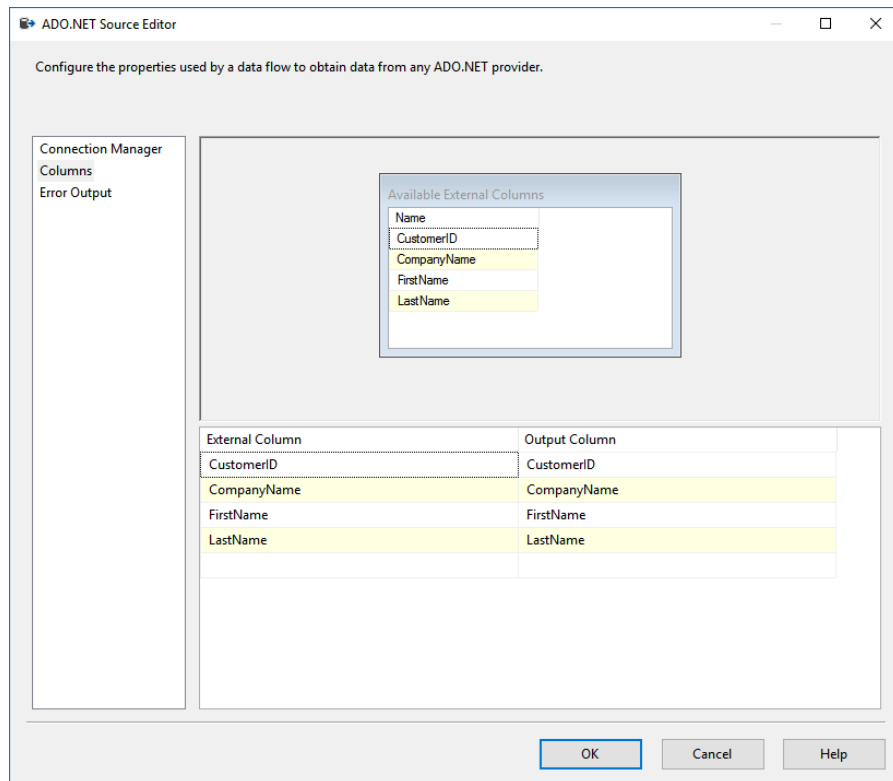 ADO.NET Source Editor
Configure the properties used by a data flow to obtain data from any ADO.NET provider.
Connection Manager
Columns
Error Output
Available External Columns
Name
CustomerID
CompanyName
FirstName
LastName
External Column Output Column
CustomerID CustomerID
CompanyName CompanyName
FirstName FirstName
LastName LastName
OK Cancel Help